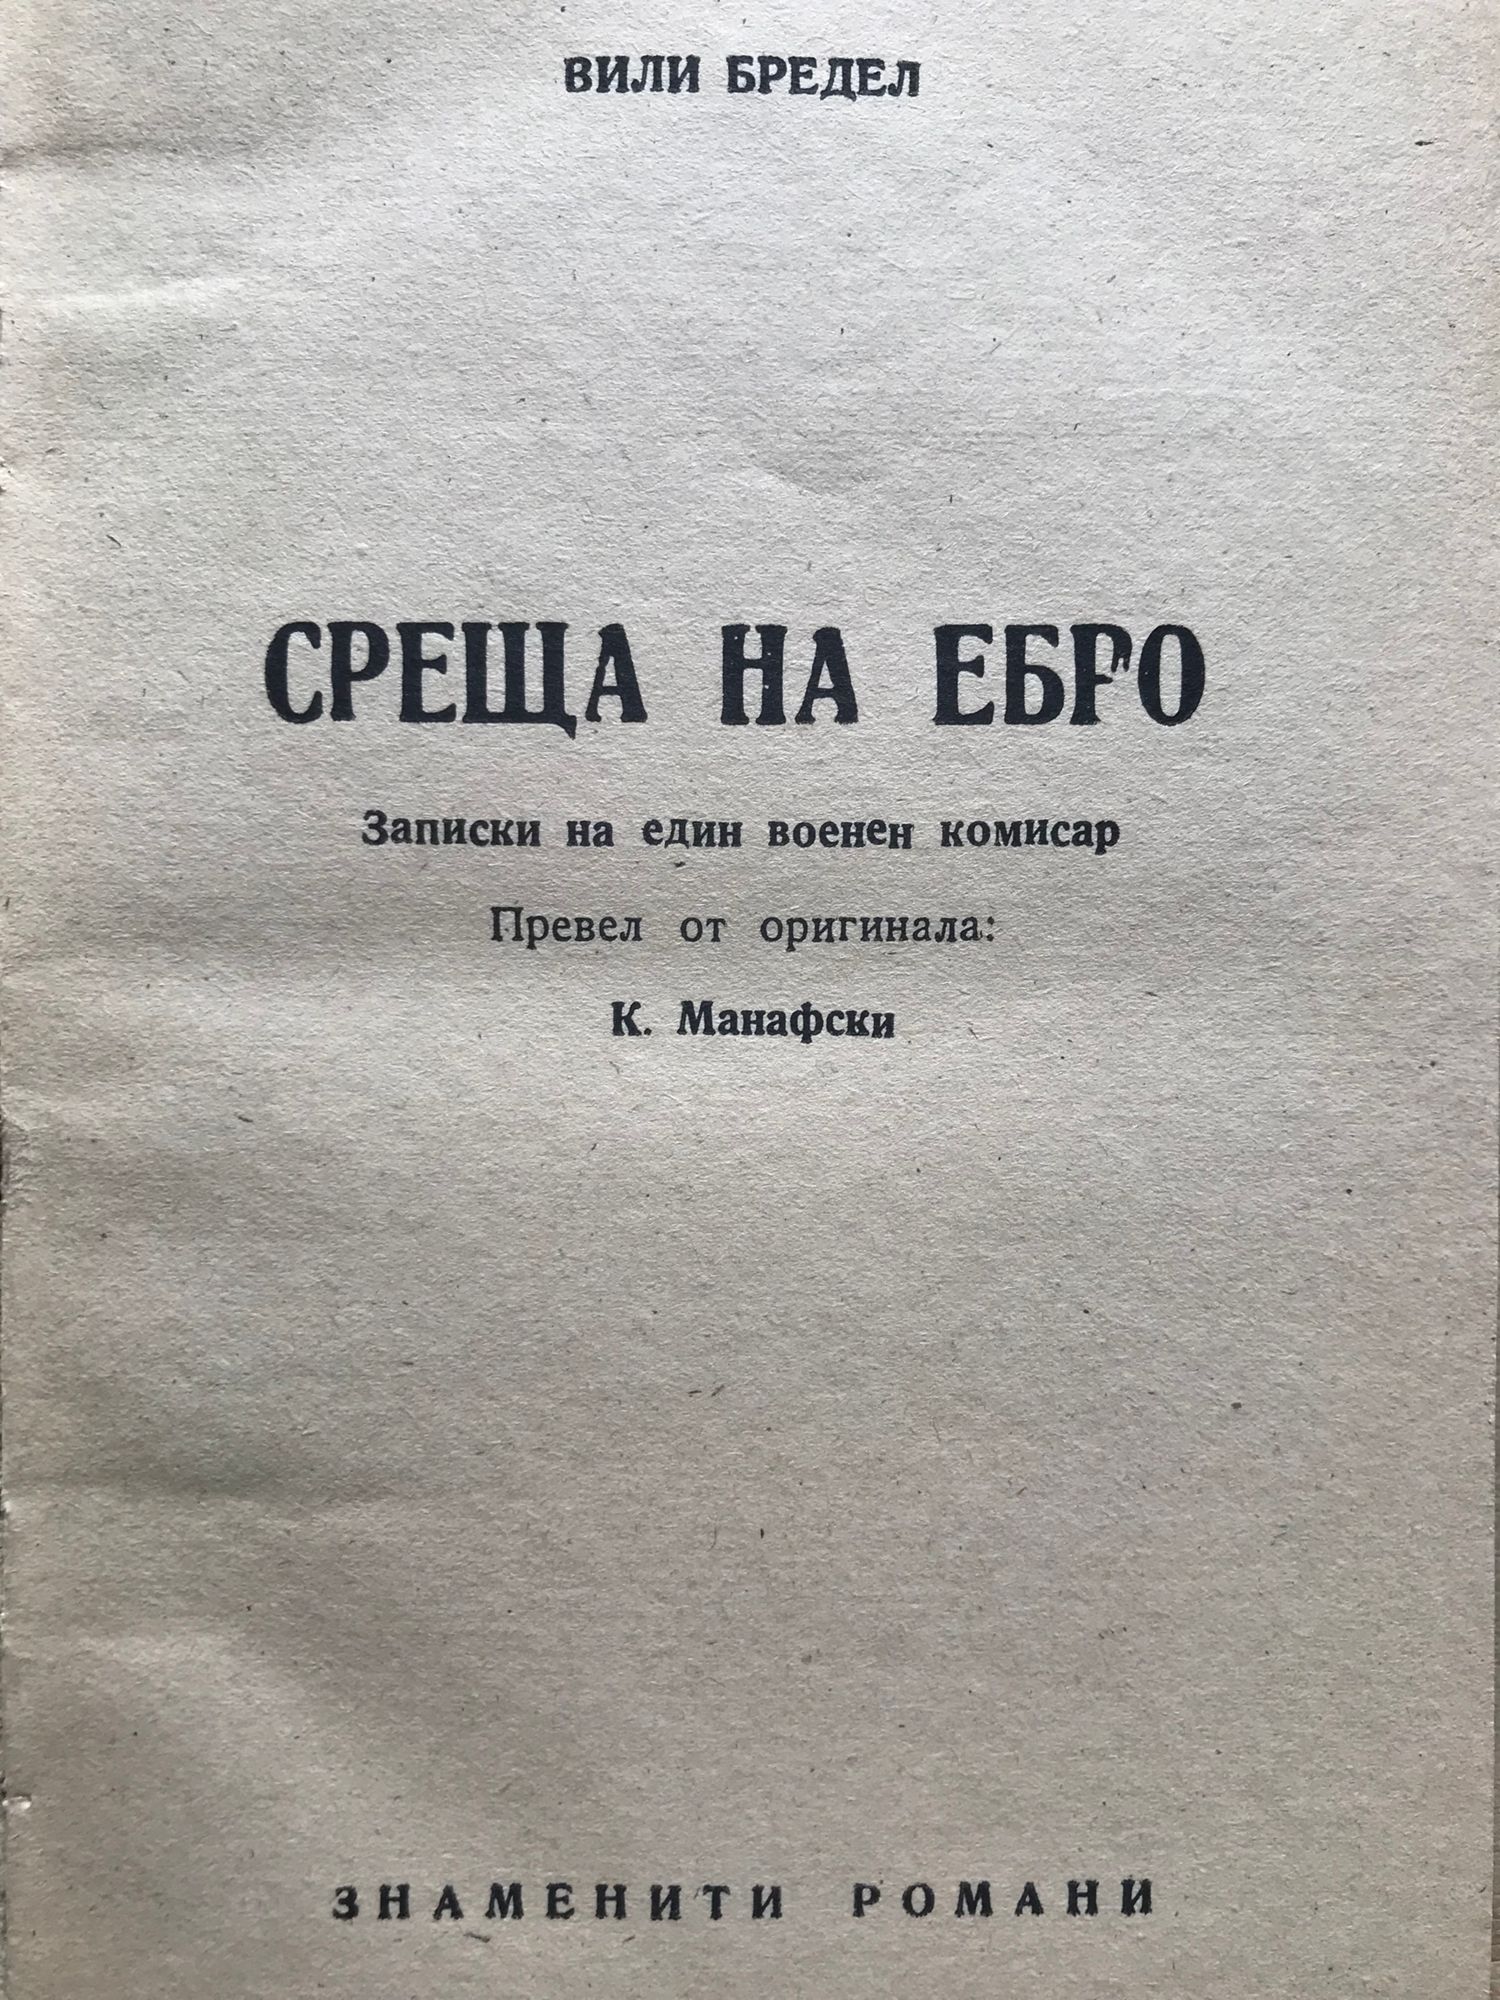 ВИЛИ БРЕДЕЛ
СРЕЩА НА ЕБРО
Записки на един военен комисар
Превел от оригинала:
К. Манафски
ЗНАМЕНИТИ РОМАНИ